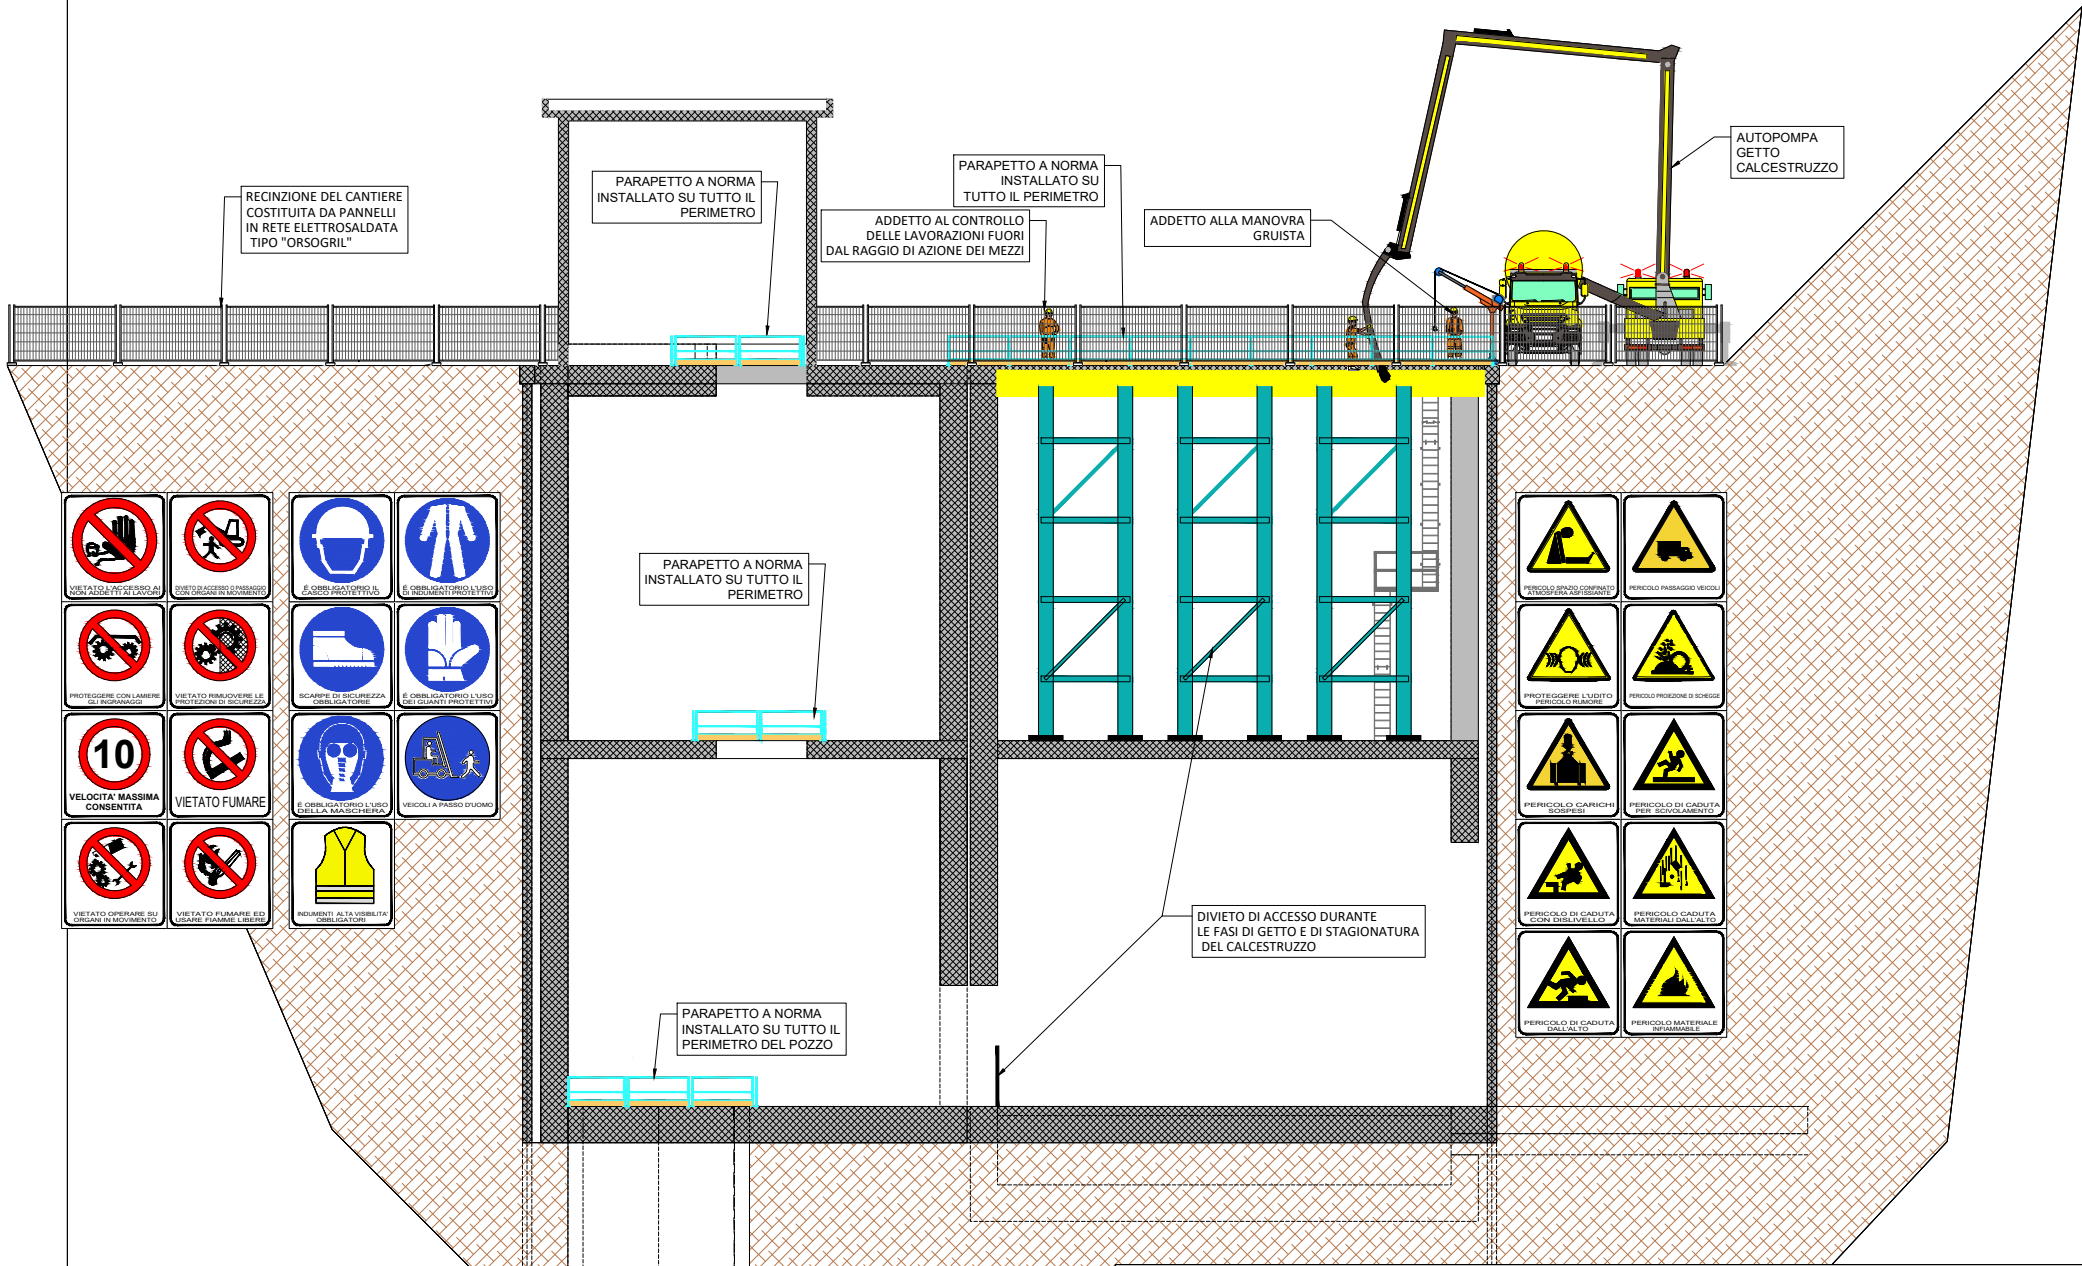 AUTOPOMPA
GETTO
CALCESTRUZZO
PARAPETTO A NORMA
INSTALLATO SU
TUTTO IL PERIMETRO
PARAPETTO A NORMA
INSTALLATO SU TUTTO IL
PERIMETRO
RECINZIONE DEL CANTIERE
COSTITUITA DA PANNELLI
IN RETE ELETTROSALDATA
TIPO "ORSOGRIL"
ADDETTO AL CONTROLLO
DELLE LAVORAZIONI FUORI
DAL RAGGIO DI AZIONE DEI MEZZI
ADDETTO ALLA MANOVRA
GRUISTA
VIETATO L'ACCESSO AI
NON ADDETTI AI LAVORI
DIVIETO DI ACCESSO O PASSAGGIO
CON ORGANI IN MOVIMENTO
PROTEGGERE CON LAMIERE
GLI INGRANAGGI
VIETATO RIMUOVERE LE
PROTEZIONI DI SICUREZZA
10
VELOCITA' MASSIMA
CONSENTITA
VIETATO FUMARE
VIETATO OPERARE SU
ORGANI IN MOVIMENTO
VIETATO FUMARE ED
USARE FIAMME LIBERE
É OBBLIGATORIO IL
CASCO PROTETTIVO
É OBBLIGATORIO L'USO
DI INDUMENTI PROTETTIVI
SCARPE DI SICUREZZA
OBBLIGATORIE
É OBBLIGATORIO L'USO
DEI GUANTI PROTETTIVI
É OBBLIGATORIO L'USO
DELLA MASCHERA
VEICOLI A PASSO D'UOMO
INDUMENTI ALTA VISIBILITA'
OBBLIGATORI
PARAPETTO A NORMA
INSTALLATO SU TUTTO IL
PERIMETRO
PERICOLO SPAZIO CONFINATO
ATMOSFERA ASFISSIANTE
PERICOLO PASSAGGIO VEICOLI
PROTEGGERE L'UDITO
PERICOLO RUMORE
PERICOLO PROIEZIONE DI SCHEGGE
PERICOLO CARICHI
SOSPESI
PERICOLO DI CADUTA
PER SCIVOLAMENTO
PERICOLO DI CADUTA
CON DISLIVELLO
PERICOLO CADUTA
MATERIALI DALL'ALTO
PERICOLO DI CADUTA
DALL'ALTO
PERICOLO MATERIALE
INFIAMMABILE
DIVIETO DI ACCESSO DURANTE
LE FASI DI GETTO E DI STAGIONATURA
DEL CALCESTRUZZO
PARAPETTO A NORMA
INSTALLATO SU TUTTO IL
PERIMETRO DEL POZZO